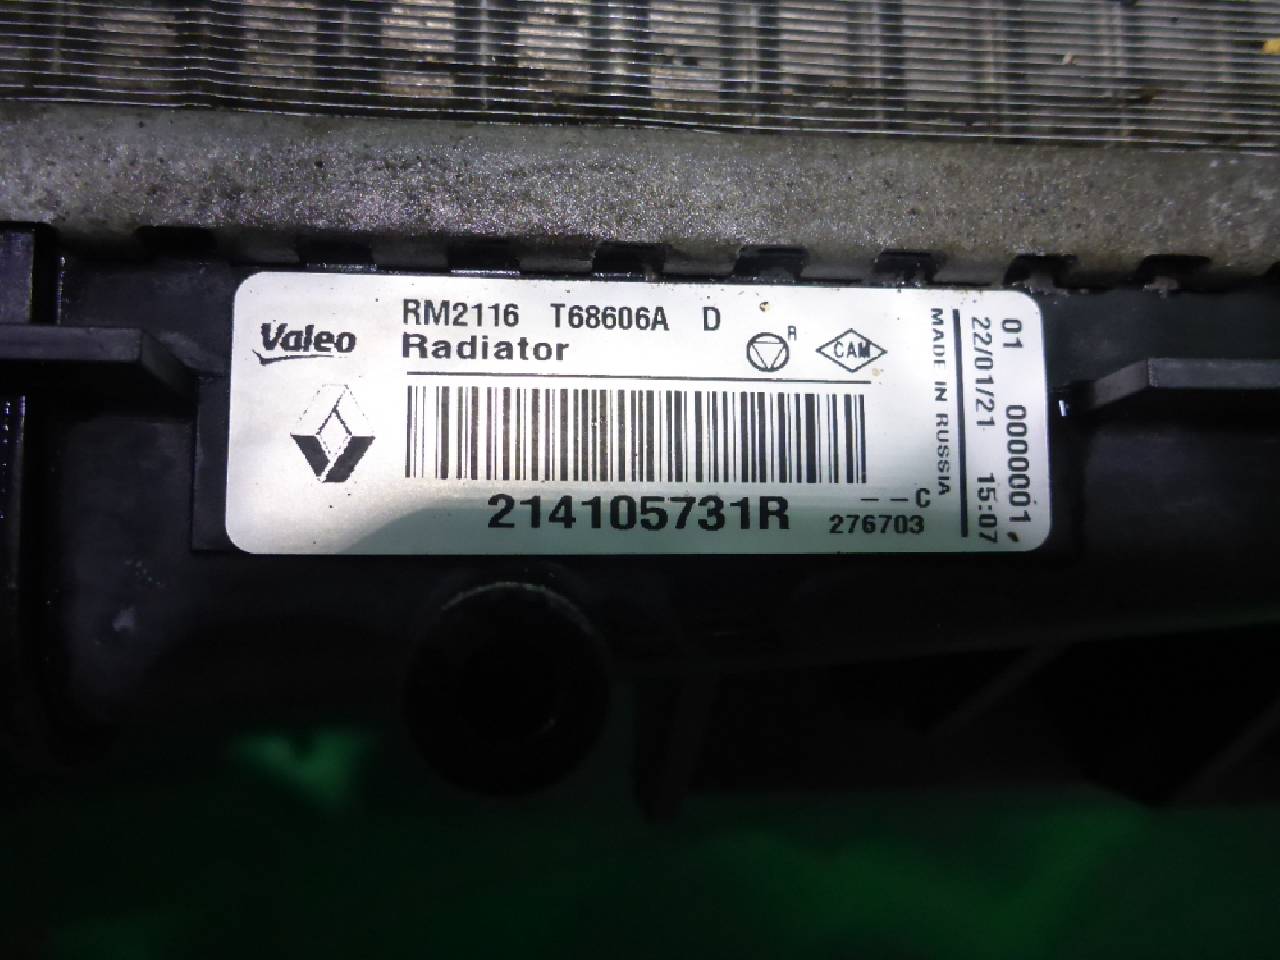 Valeo
RM2116 T68606A D
Radiator
R
CAM
214105731R
--C
276703
MADE IN RUSSIA
22/01/21 15:07
01 0000001